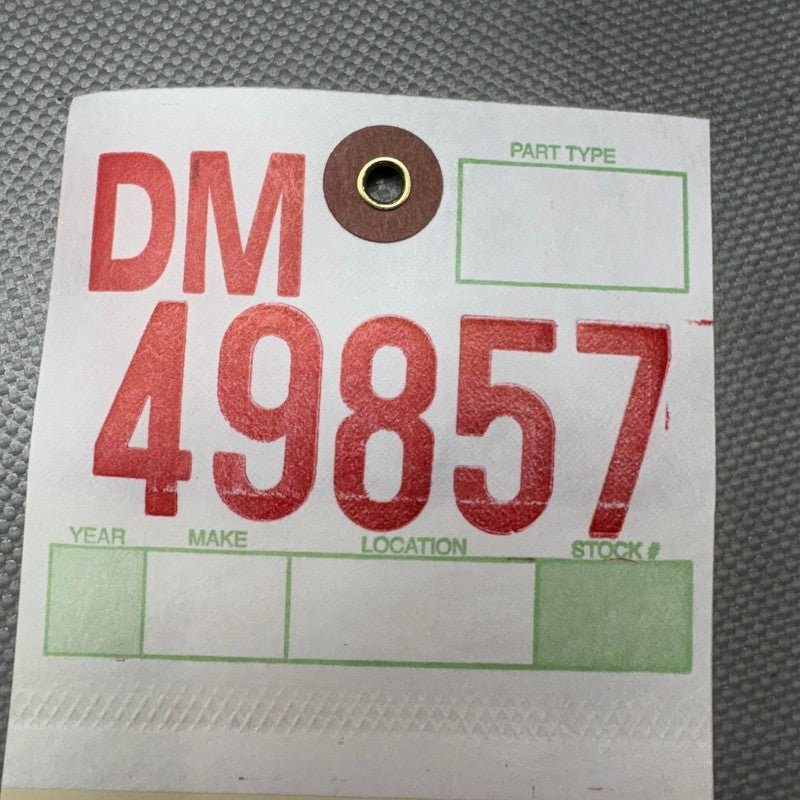 DM
PART TYPE
49857
YEAR MAKE LOCATION STOCK #